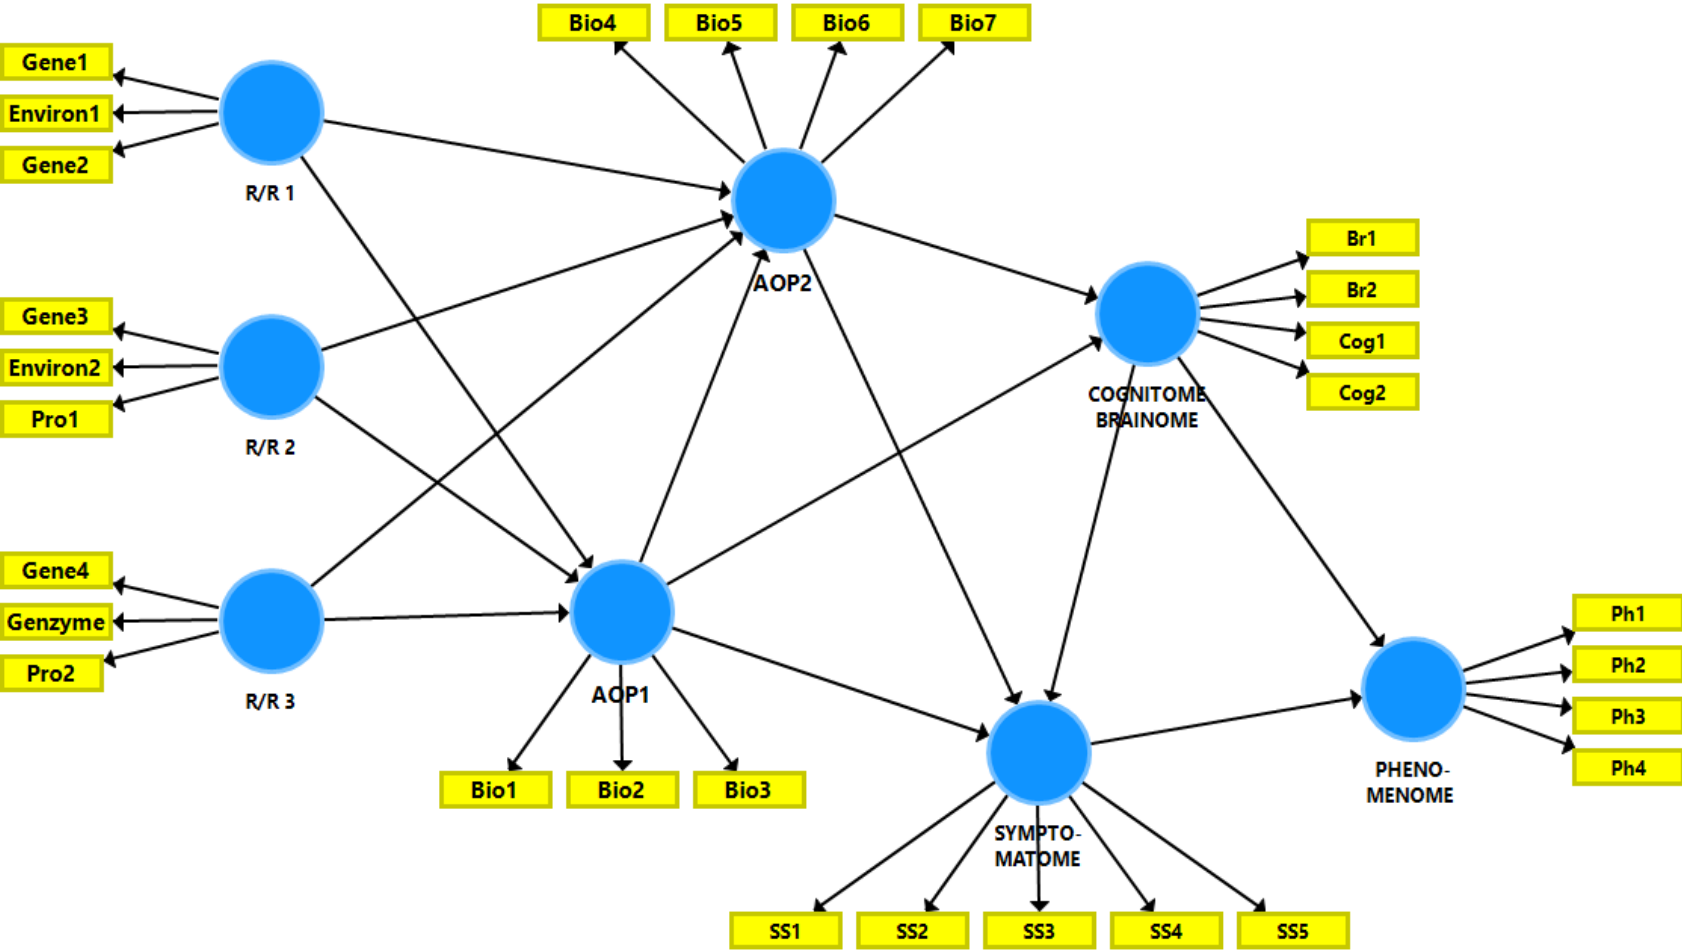 Bio4
Bio5
Bio6
Bio7
Gene1
Environ1
Gene2
R/R 1
AOP2
Br1
Br2
Cog1
Cog2
COGNITOME
BRAINOME
Gene3
Environ2
Pro1
R/R 2
Gene4
Genzyme
Pro2
R/R 3
AOP1
Bio1
Bio2
Bio3
Ph1
Ph2
Ph3
Ph4
PHENO-
MENOME
SYMPTO-
MATOME
SS1
SS2
SS3
SS4
SS5